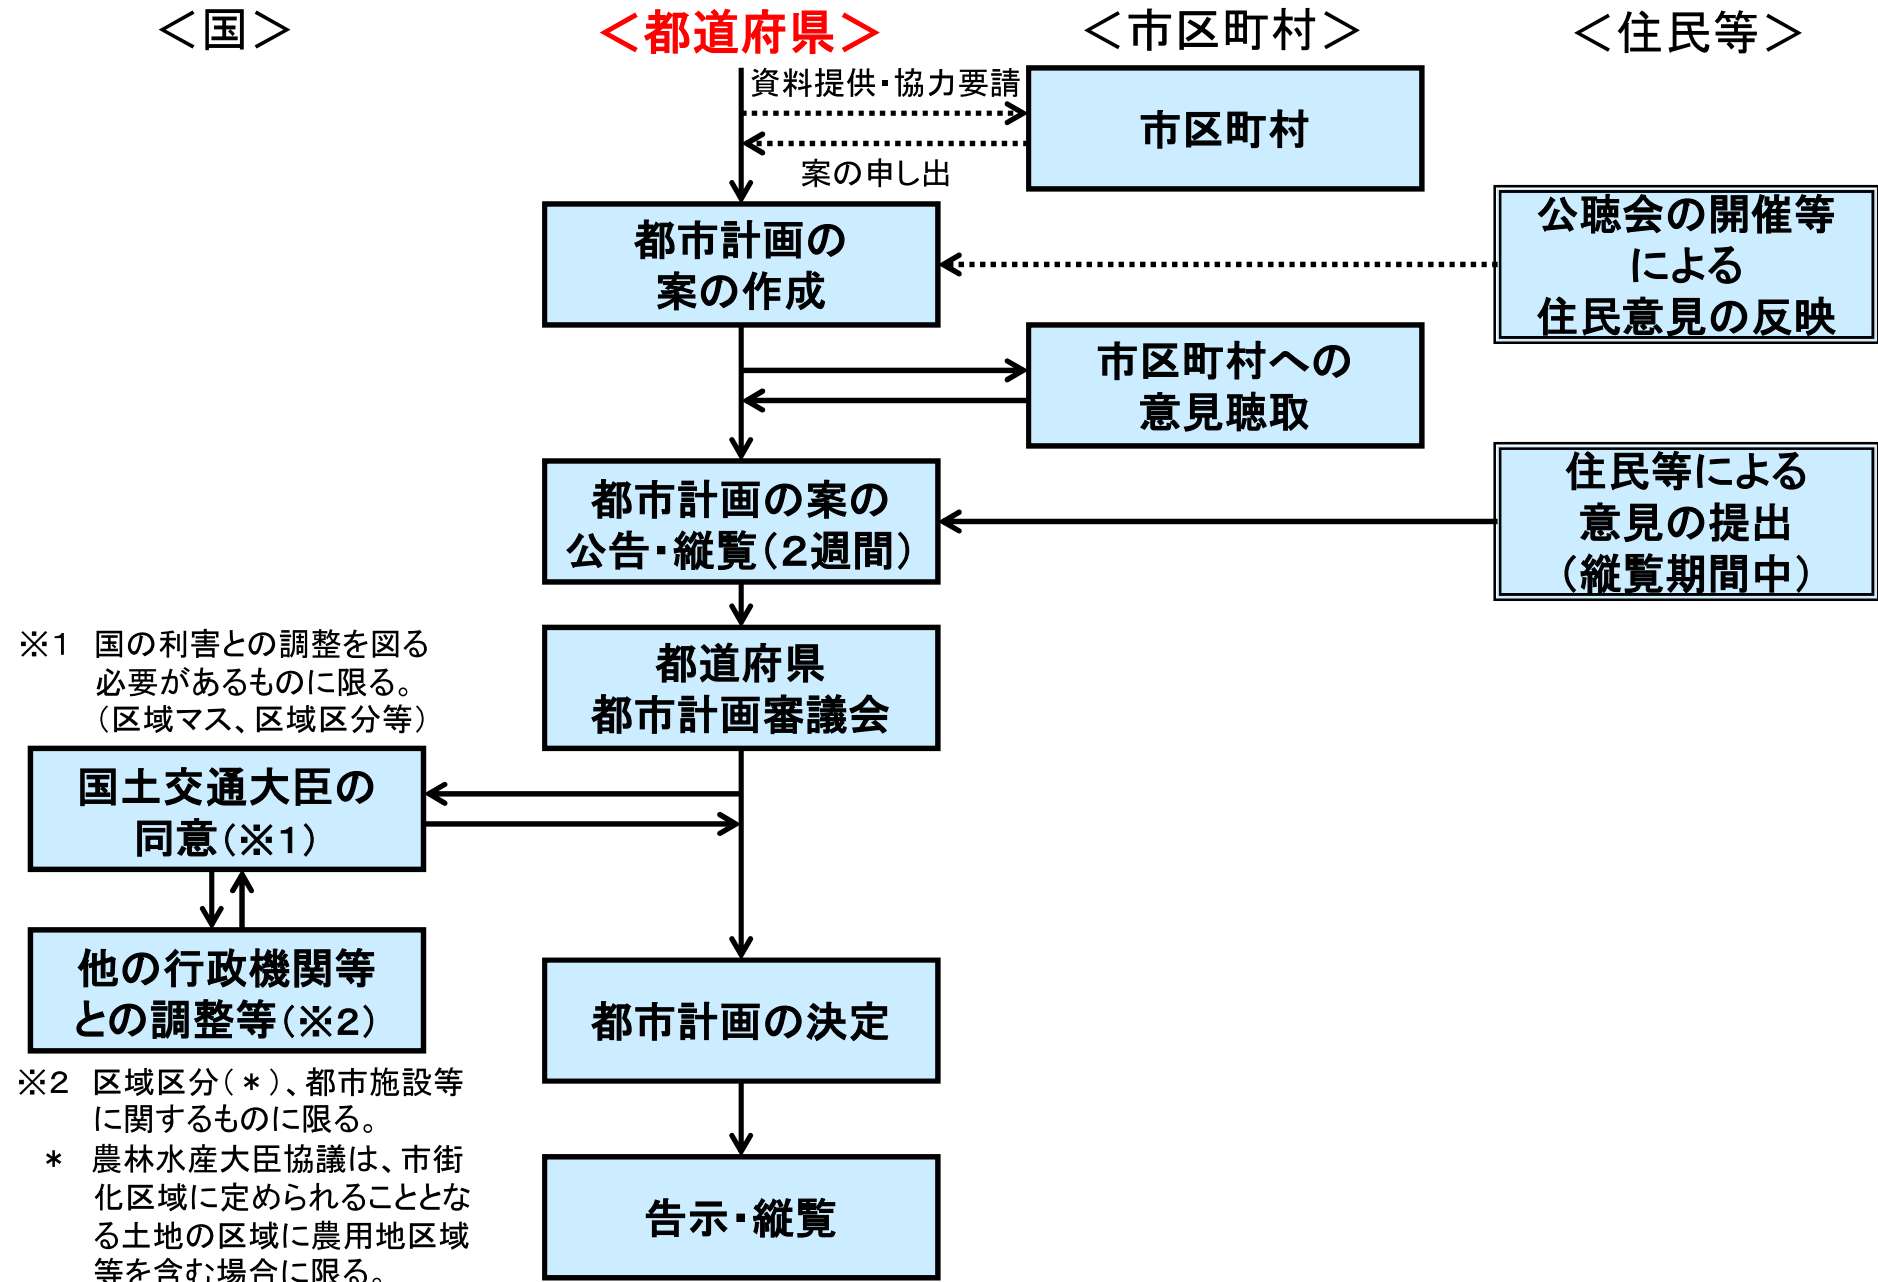 ＜国＞
＜都道府県＞
＜市区町村＞
＜住民等＞
資料提供・協力要請
市区町村
案の申し出
都市計画の
案の作成
公聴会の開催等
による
住民意見の反映
市区町村への
意見聴取
都市計画の案の
公告・縦覧（２週間）
住民等による
意見の提出
（縦覧期間中）
都道府県
都市計画審議会
※１　国の利害との調整を図る
必要があるものに限る。
（区域マス、区域区分等）
国土交通大臣の
同意（※１）
他の行政機関等
との調整等（※２）
※２　区域区分（＊）、都市施設等
に関するものに限る。
＊　農林水産大臣協議は、市街
化区域に定められることとな
る土地の区域に農用地区域
等を含む場合に限る。
都市計画の決定
告示・縦覧